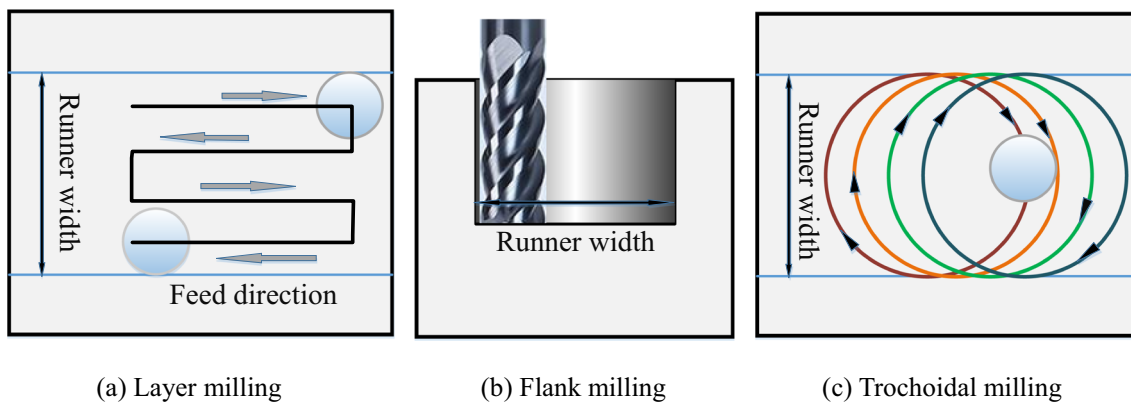 Runner width
Feed direction
Runner width
Runner width
(a) Layer milling
(b) Flank milling
(c) Trochoidal milling